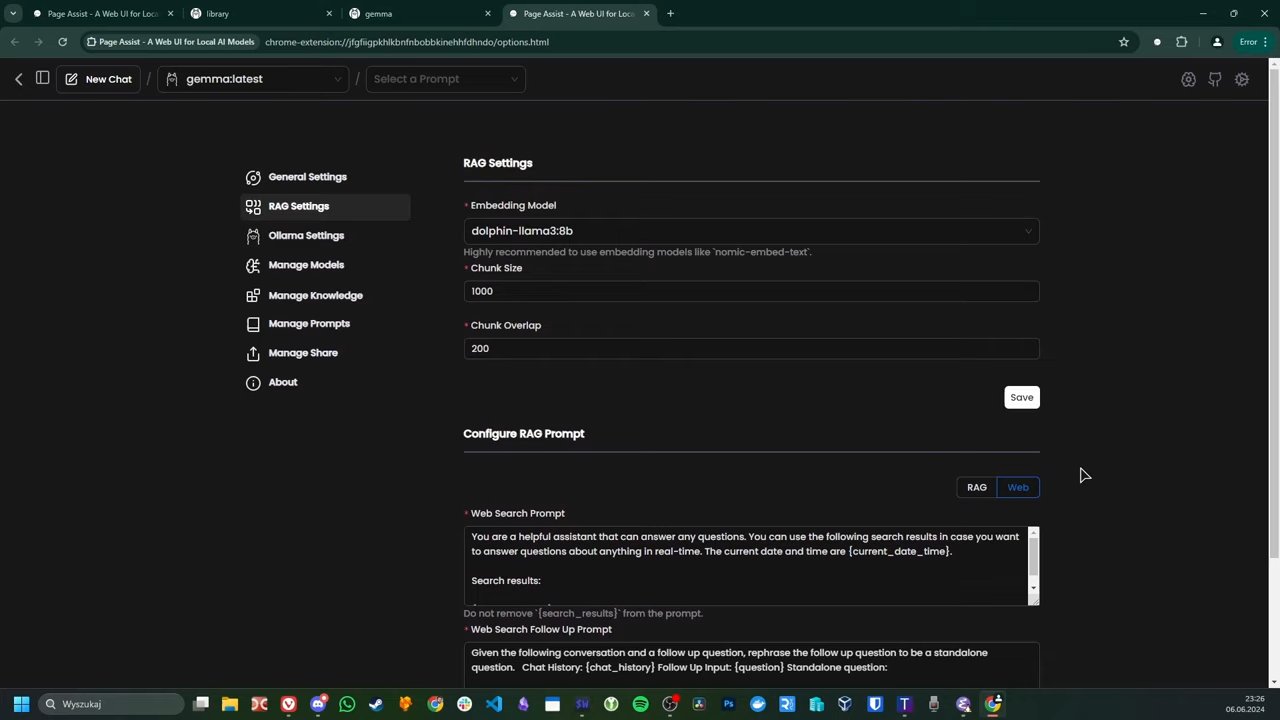 Page Assist - A Web UI for Local
library
gemma
Page Assist - A Web UI for Loca
Page Assist - A Web UI for Local AI Models
chrome-extension://jfgfiigpkhlkbnfnbobbkinehhfdhndo/options.html
Error
New Chat
/
gemma:latest
/
Select a Prompt
General Settings
RAG Settings
Ollama Settings
Manage Models
Manage Knowledge
Manage Prompts
Manage Share
About
RAG Settings
* Embedding Model
dolphin-llama3:8b
Highly recommended to use embedding models like `nomic-embed-text`.
* Chunk Size
1000
* Chunk Overlap
200
Save
Configure RAG Prompt
RAG
Web
* Web Search Prompt
You are a helpful assistant that can answer any questions. You can use the following search results in case you want
to answer questions about anything in real-time. The current date and time are {current_date_time}.
Search results:
Do not remove `{search_results}` from the prompt.
* Web Search Follow Up Prompt
Given the following conversation and a follow up question, rephrase the follow up question to be a standalone
question. Chat History: {chat_history} Follow Up Input: {question} Standalone question:
Wyszukaj
23:26
06.06.2024